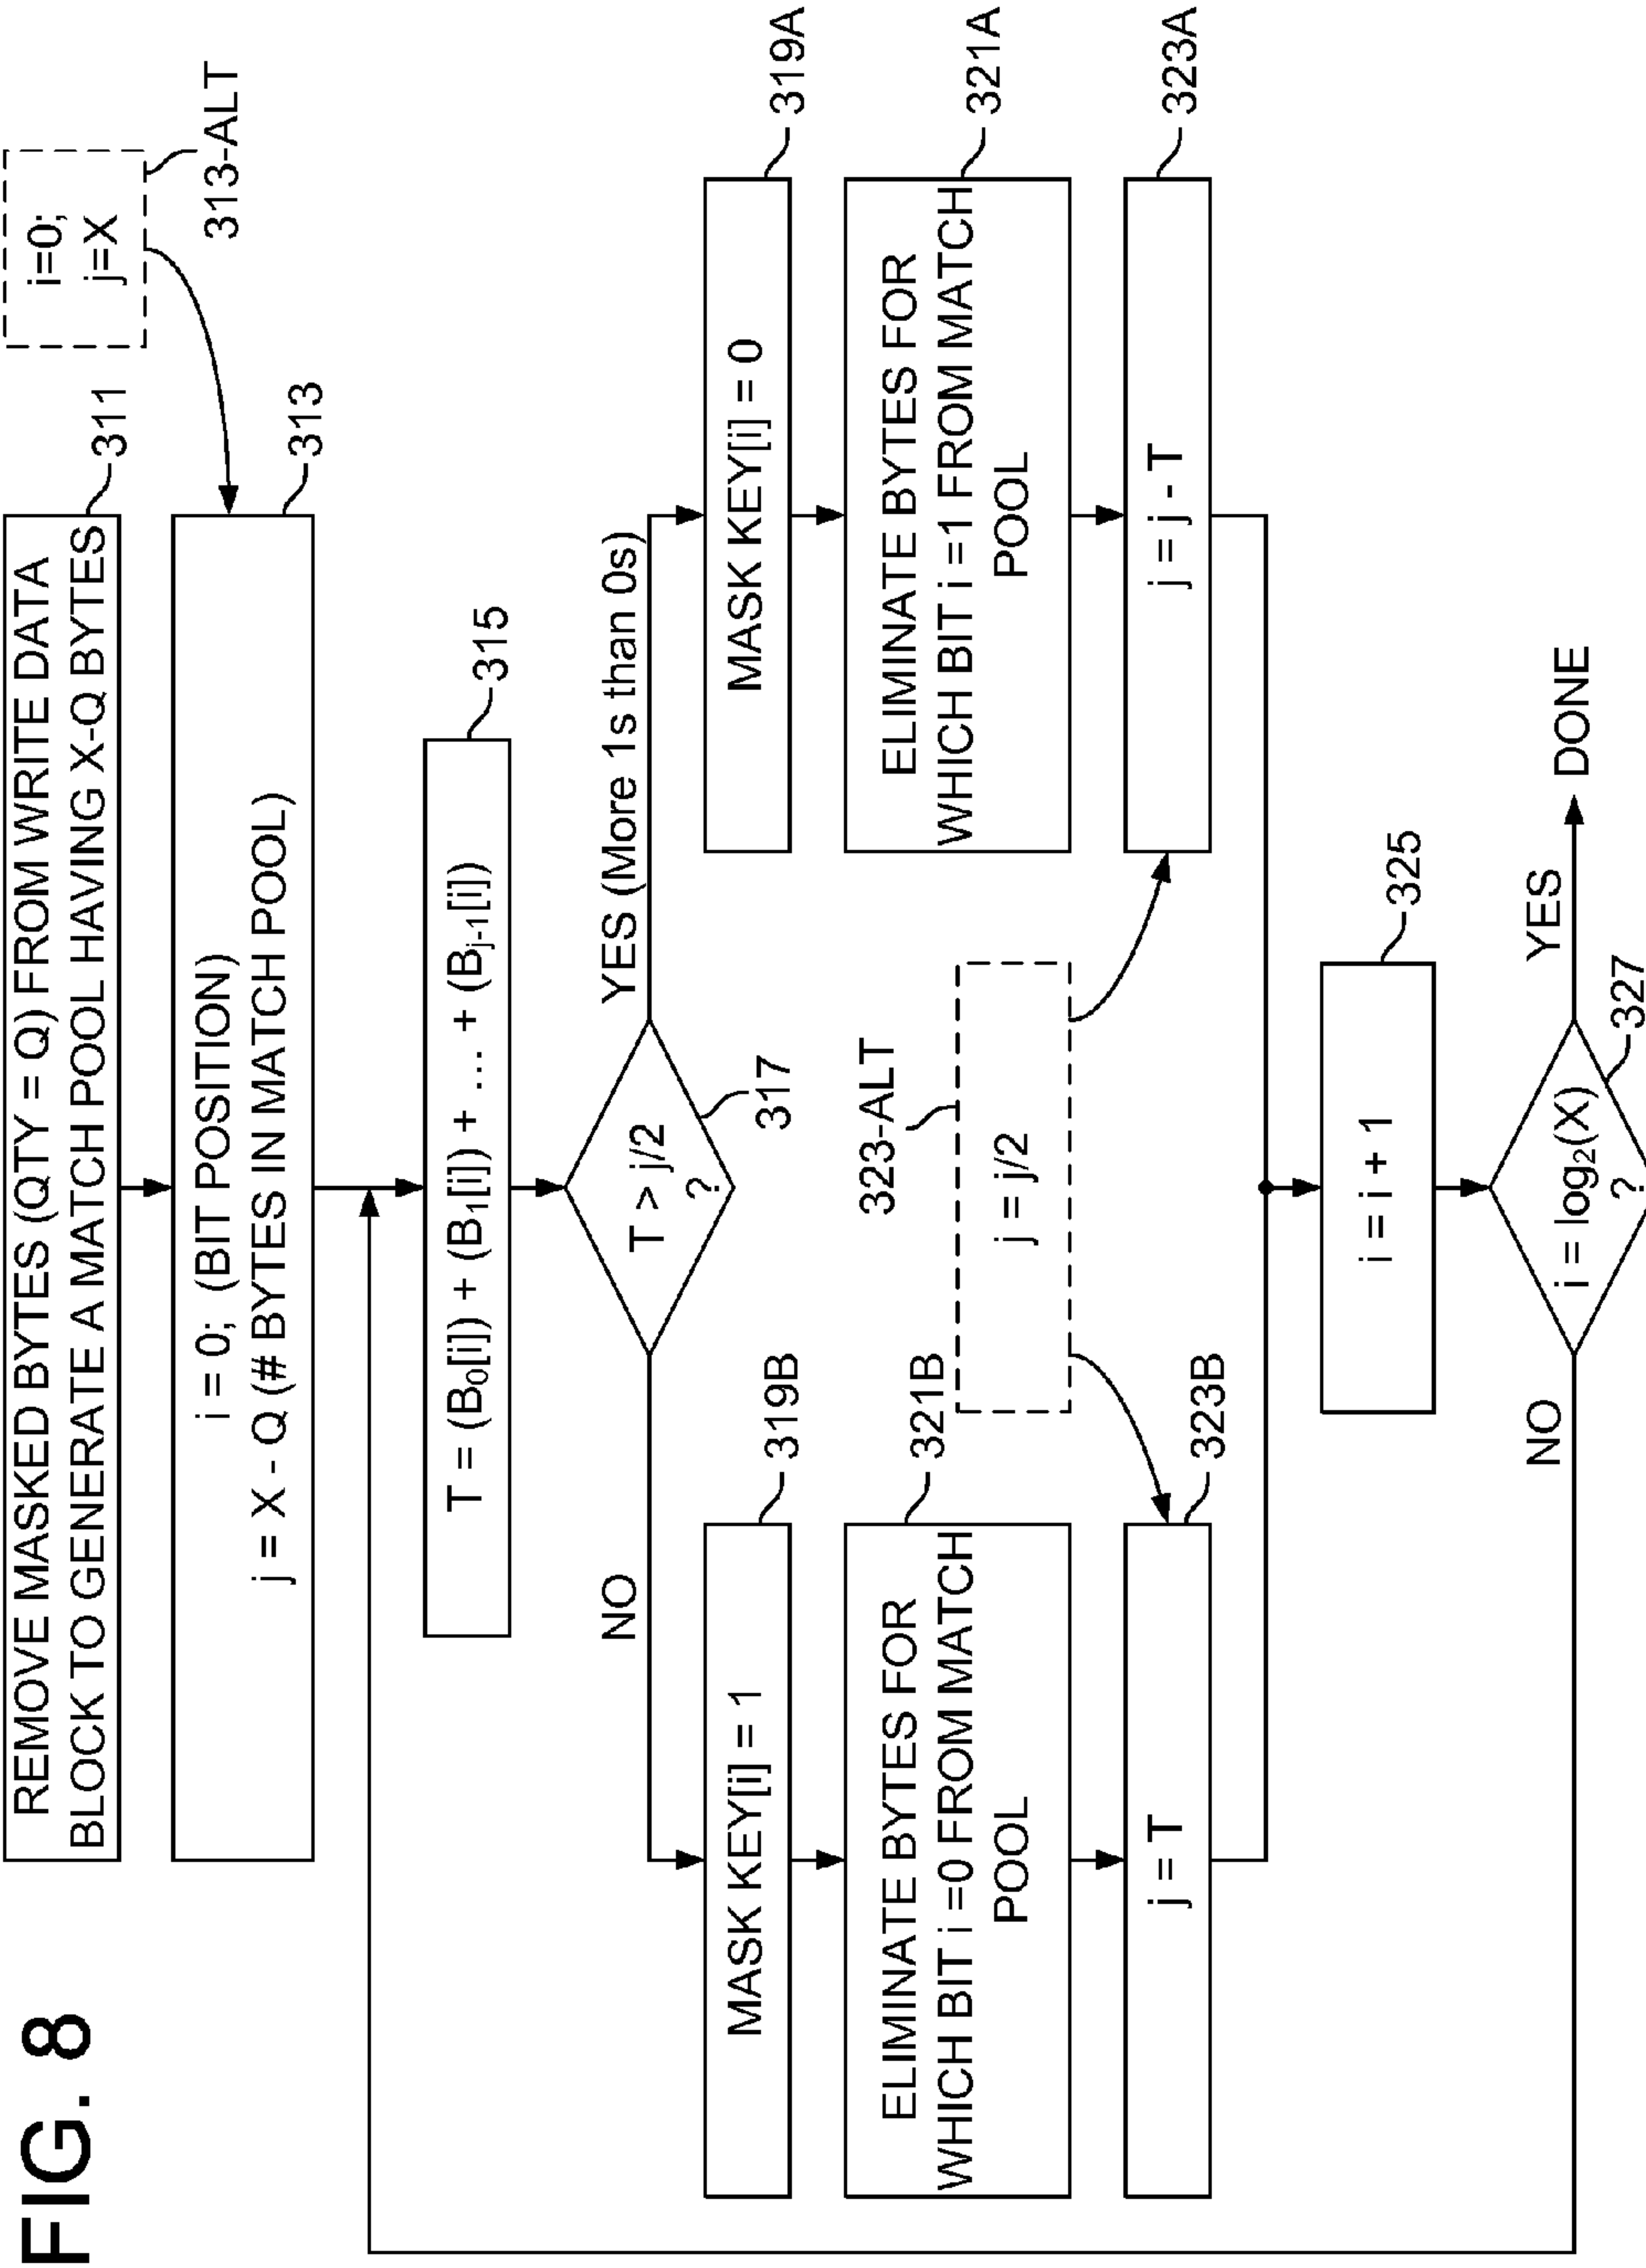 FIG. 8
REMOVE MASKED BYTES (QTY = Q) FROM WRITE DATA
BLOCK TO GENERATE A MATCH POOL HAVING X-Q BYTES
311
i=0;
j=X
313-ALT
i = 0; (BIT POSITION)
j = X - Q (# BYTES IN MATCH POOL)
313
T = (B₀[i]) + (B₁[i]) + ... + (Bⱼ₋₁[i])
315
T > j/2
?
317
NO
YES (More 1s than 0s)
MASK KEY[i] = 1
319B
MASK KEY[i] = 0
319A
ELIMINATE BYTES FOR
WHICH BIT i =0 FROM MATCH
POOL
321B
ELIMINATE BYTES FOR
WHICH BIT i =1 FROM MATCH
POOL
321A
323-ALT
j = j/2
j = T
323B
j = j - T
323A
i = i + 1
325
i = log₂(X)
?
327
NO
YES
DONE